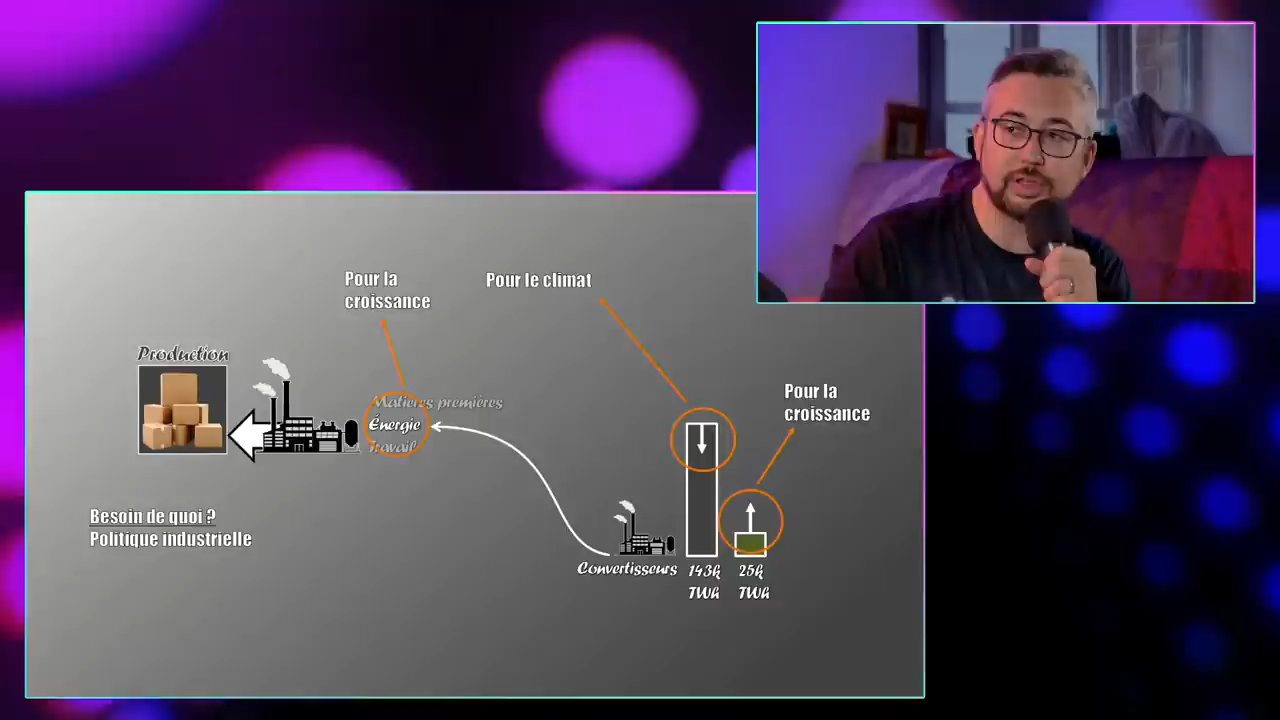 Pour la
croissance
Pour le climat
Production
Matières premières
Énergie
Travail
Pour la
croissance
Besoin de quoi ?
Politique industrielle
Convertisseurs
143k
TWh
25k
TWh